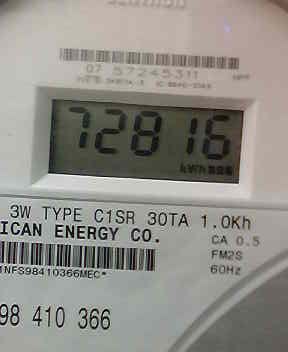 07 57245311
72816
kWh
3W TYPE C1SR 30TA 1.0Kh
ICAN ENERGY CO.
CA 0.5
FM2S
60Hz
1NFS98410366MEC*
98 410 366